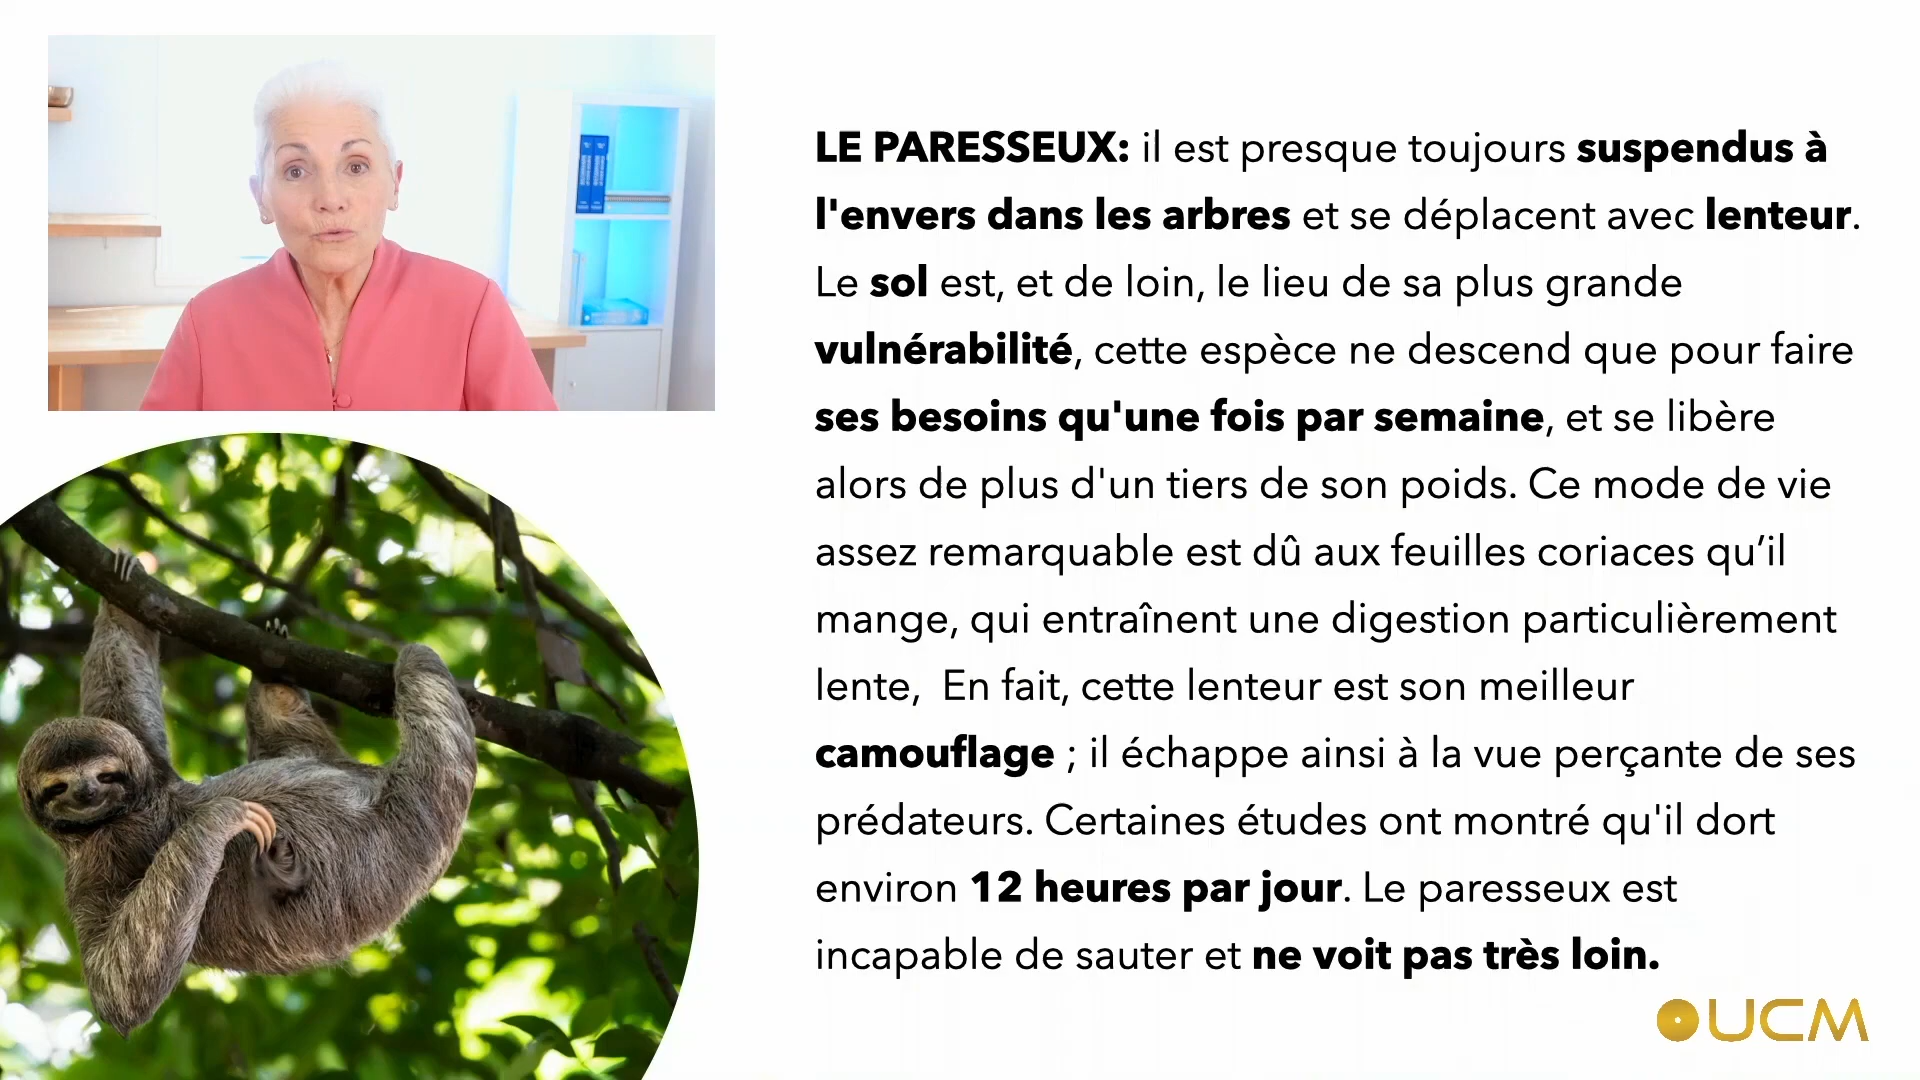 LE PARESSEUX: il est presque toujours suspendus à
l'envers dans les arbres et se déplacent avec lenteur.
Le sol est, et de loin, le lieu de sa plus grande
vulnérabilité, cette espèce ne descend que pour faire
ses besoins qu'une fois par semaine, et se libère
alors de plus d'un tiers de son poids. Ce mode de vie
assez remarquable est dû aux feuilles coriaces qu’il
mange, qui entraînent une digestion particulièrement
lente,  En fait, cette lenteur est son meilleur
camouflage ; il échappe ainsi à la vue perçante de ses
prédateurs. Certaines études ont montré qu'il dort
environ 12 heures par jour. Le paresseux est
incapable de sauter et ne voit pas très loin.
UCM